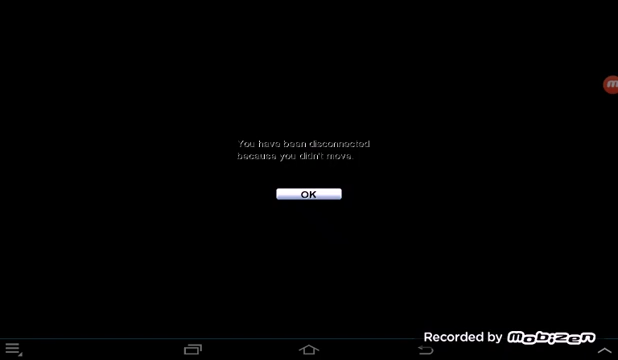 You have been disconnected
because you didn't move.
OK
Recorded by mobizen
m